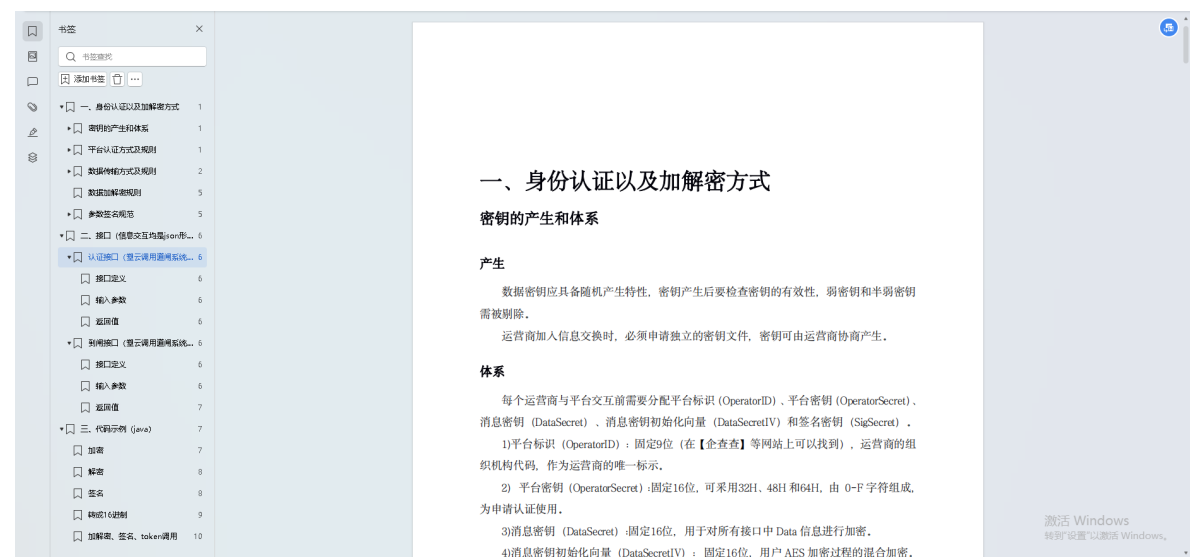 书签
书签查找
添加书签
一、身份认证以及加解密方式 1
密钥的产生和体系 1
平台认证方式及规则 1
数据传输方式及规则 2
数据加解密规则 5
参数签名规范 5
二、接口（信息交互均是json形... 6
认证接口（塑云调用道闸系统... 6
接口定义 6
输入参数 6
返回值 6
到闸接口（塑云调用道闸系统... 6
接口定义 6
输入参数 6
返回值 7
三、代码示例（java） 7
加密 7
解密 8
签名 8
转成16进制 9
加解密、签名、token调用 10
一、身份认证以及加解密方式
密钥的产生和体系
产生
数据密钥应具备随机产生特性，密钥产生后要检查密钥的有效性，弱密钥和半弱密钥
需被剔除。
运营商加入信息交换时，必须申请独立的密钥文件，密钥可由运营商协商产生。
体系
每个运营商与平台交互前需要分配平台标识（OperatorID）、平台密钥（OperatorSecret）、
消息密钥（DataSecret）、消息密钥初始化向量（DataSecretIV）和签名密钥（SigSecret）。
1)平台标识（OperatorID）：固定9位（在【企查查】等网站上可以找到），运营商的组
织机构代码，作为运营商的唯一标示。
2) 平台密钥（OperatorSecret）:固定16位，可采用32H、48H 和64H，由 0-F 字符组成，
为申请认证使用。
3)消息密钥（DataSecret）:固定16位，用于对所有接口中 Data 信息进行加密。
4)消息密钥初始化向量（DataSecretIV）：固定16位，用户 AES 加密过程的混合加密。
激活 Windows
转到"设置"以激活 Windows。